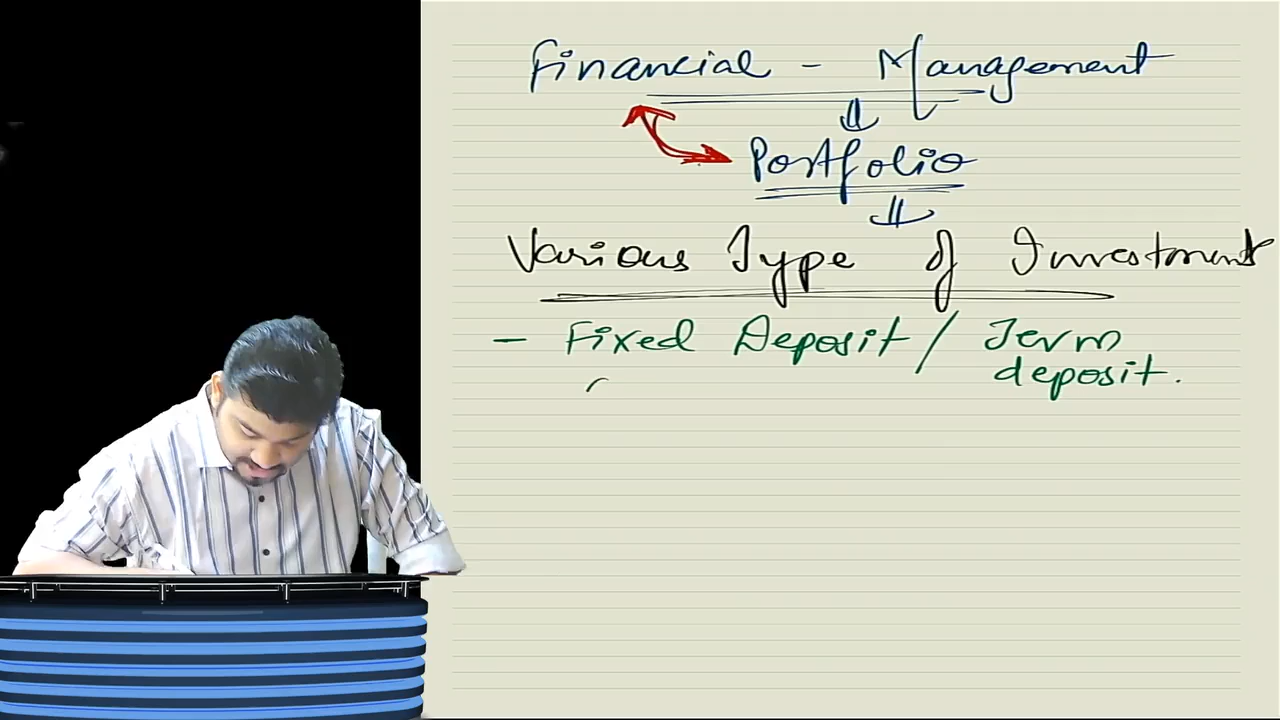 Financial - Management
Portfolio
Various Type of Investment
- Fixed Deposit / Term
deposit.